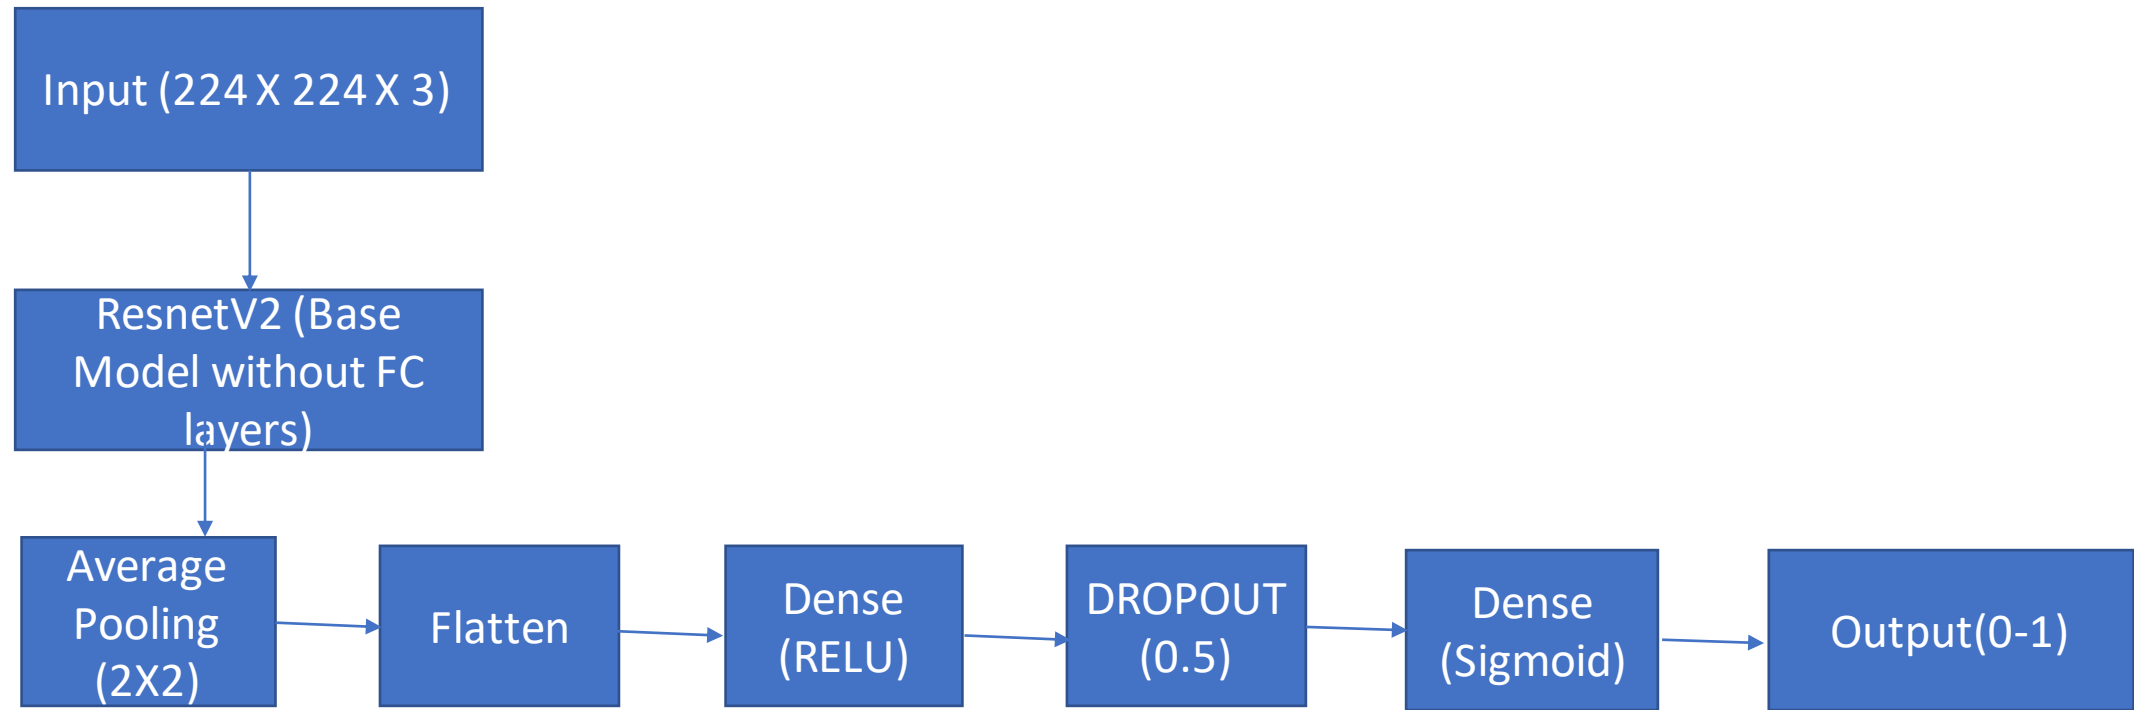 Input (224 X 224 X 3)
ResnetV2 (Base
Model without FC
layers)
Average
Pooling
(2X2)
Flatten
Dense
(RELU)
DROPOUT
(0.5)
Dense
(Sigmoid)
Output(0-1)